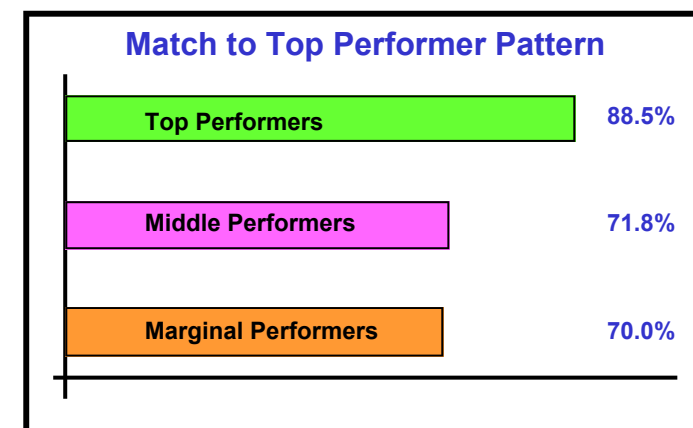 Match to Top Performer Pattern
Top Performers 88.5%
Middle Performers 71.8%
Marginal Performers 70.0%